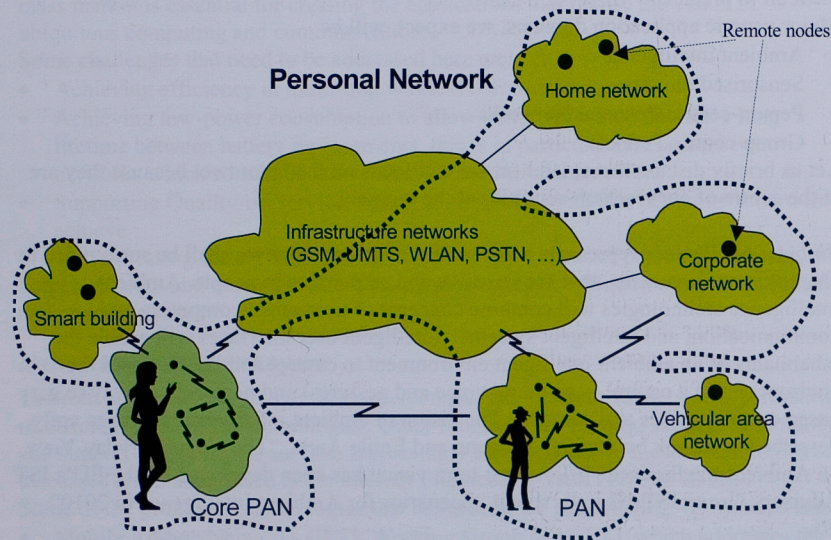 Remote nodes
Personal Network
Home network
Infrastructure networks
(GSM, UMTS, WLAN, PSTN, ...)
Corporate
network
Smart building
Vehicular area
network
Core PAN
PAN